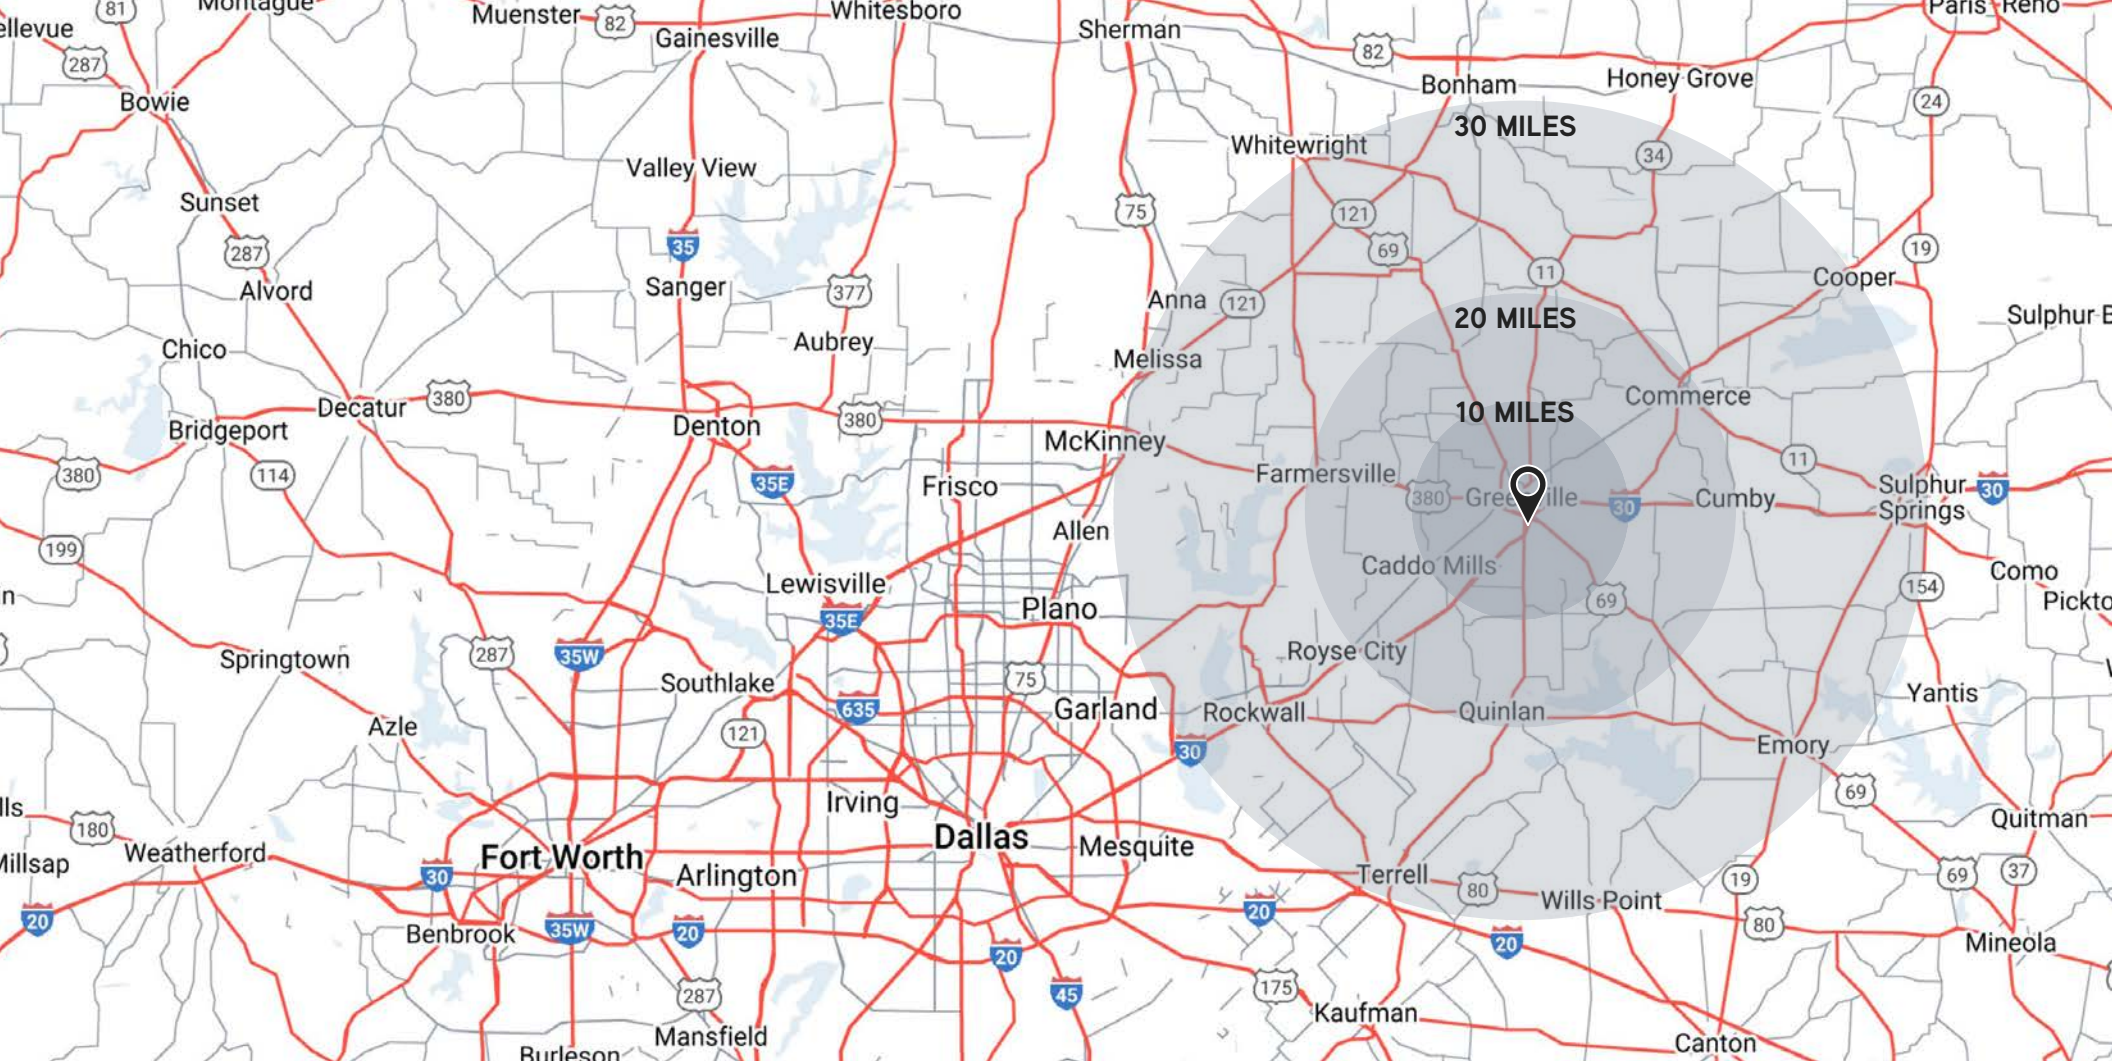 81
Montague
Muenster
82
Whitesboro
Gainesville
Sherman
82
Paris
Reno
287
Bowie
Bonham
Honey Grove
24
30 MILES
Whitewright
34
Valley View
Sunset
75
121
287
35
69
19
11
Cooper
Alvord
Sanger
377
Anna
121
20 MILES
Sulphur B
Chico
Aubrey
Melissa
Commerce
Decatur
380
Denton
380
10 MILES
Bridgeport
McKinney
11
380
114
35E
Frisco
Farmersville
380
Greenville
30
Cumby
Sulphur
Springs
30
199
Allen
Caddo Mills
Como
154
Lewisville
35E
Plano
69
Pickto
287
35W
Springtown
Royse City
Southlake
75
Yantis
635
Garland
Rockwall
Quinlan
Azle
121
30
Emory
69
lls
Irving
180
Dallas
Mesquite
Quitman
Millsap
Weatherford
Fort Worth
30
Arlington
Terrell
80
19
69
37
Wills Point
20
35W
20
20
80
Benbrook
20
20
Mineola
287
45
175
Kaufman
Mansfield
Burleson
Canton